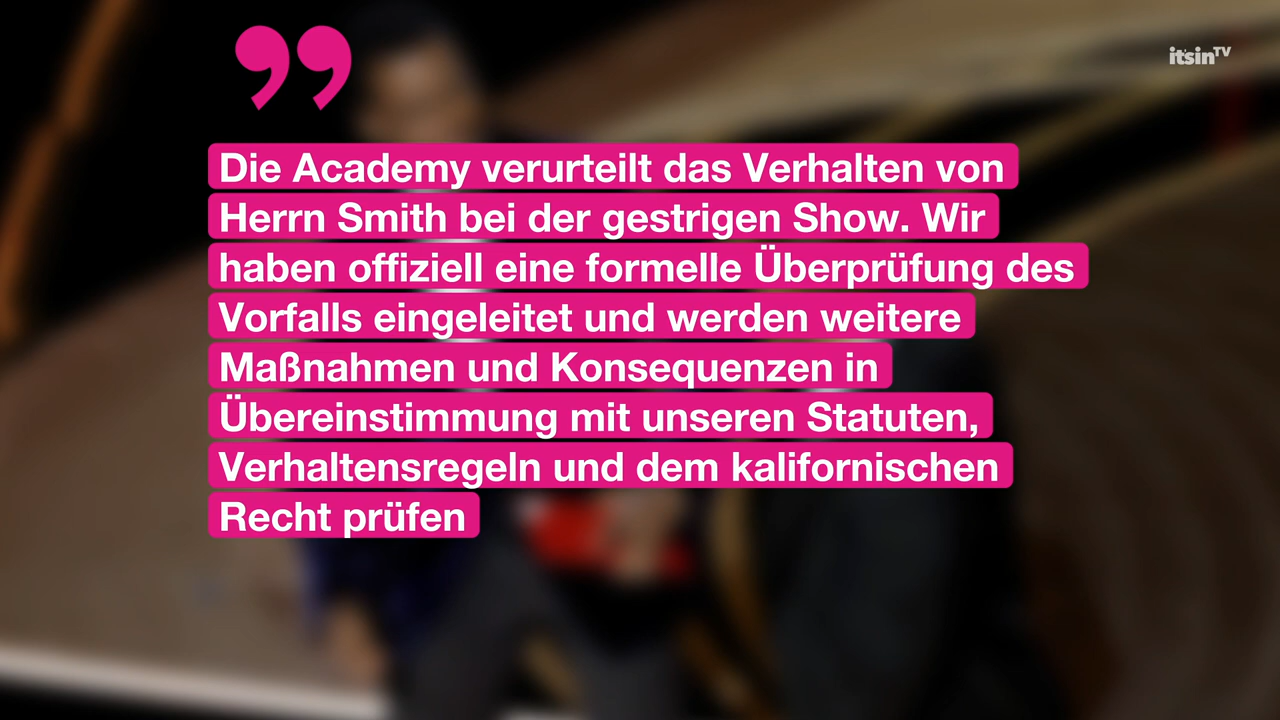 itsinTV
Die Academy verurteilt das Verhalten von
Herrn Smith bei der gestrigen Show. Wir
haben offiziell eine formelle Überprüfung des
Vorfalls eingeleitet und werden weitere
Maßnahmen und Konsequenzen in
Übereinstimmung mit unseren Statuten,
Verhaltensregeln und dem kalifornischen
Recht prüfen